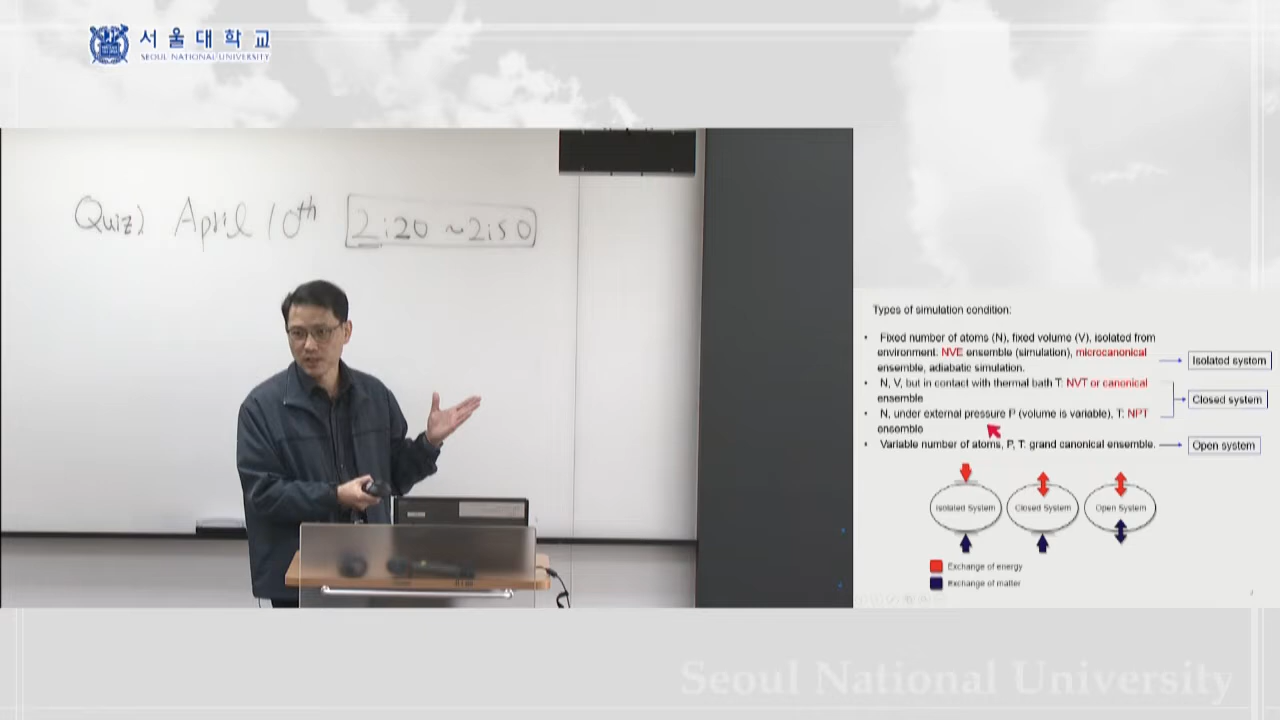 서울대학교
SEOUL NATIONAL UNIVERSITY
Quiz) April 10th 2:20 ~2:50
Types of simulation condition:
• Fixed number of atoms (N), fixed volume (V), isolated from
environment: NVE ensemble (simulation), microcanonical
ensemble, adiabatic simulation.
Isolated system
• N, V, but in contact with thermal bath T: NVT or canonical
ensemble
Closed system
• N, under external pressure P (volume is variable), T: NPT
ensemble
• Variable number of atoms, P, T: grand canonical ensemble.
Open system
Isolated System
Closed System
Open System
Exchange of energy
Exchange of matter
Seoul National University